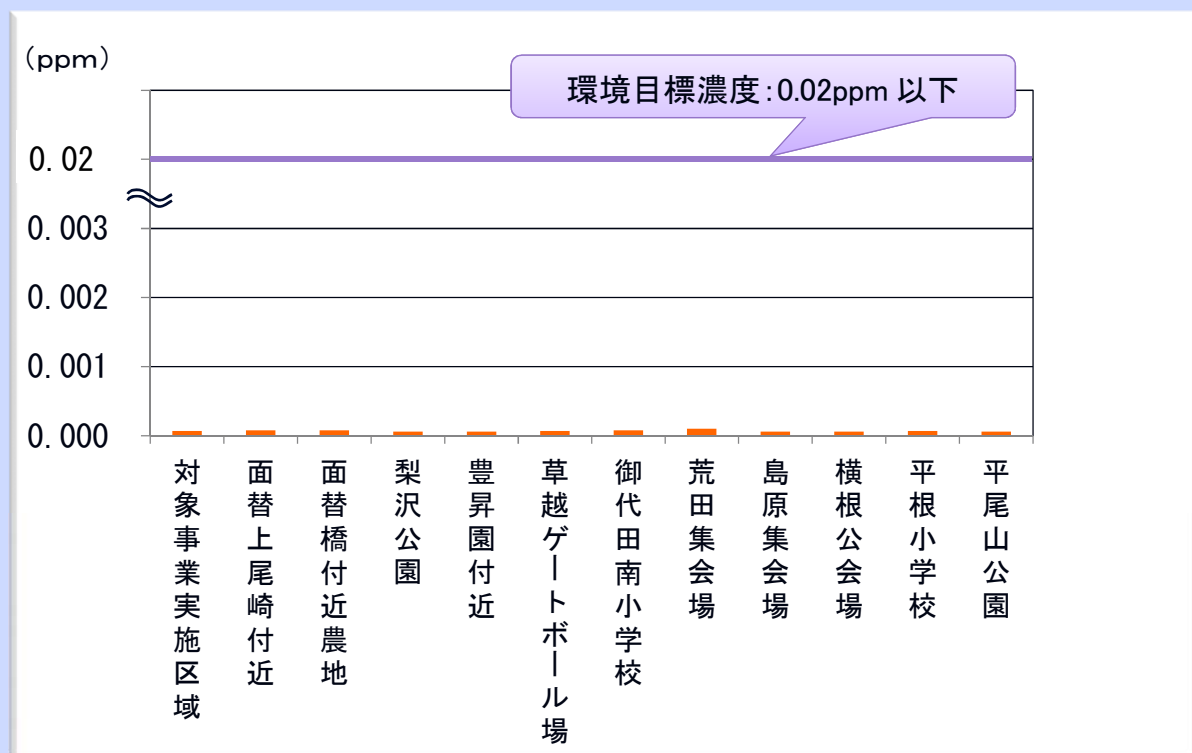 （ppm）
環境目標濃度：0.02ppm 以下
0.02
0.003
0.002
0.001
0.000
対象事業実施区域
面替上尾崎付近
面替橋付近農地
梨沢公園
豊昇園付近
草越ゲートボール場
御代田南小学校
荒田集会場
島原集会場
横根公会場
平根小学校
平尾山公園